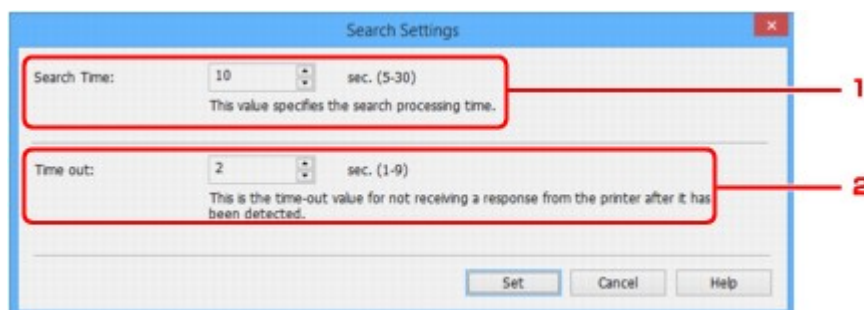 Search Settings
Search Time: 10 sec. (5-30)
This value specifies the search processing time.
1
Time out: 2 sec. (1-9)
This is the time-out value for not receiving a response from the printer after it has
been detected.
2
Set Cancel Help